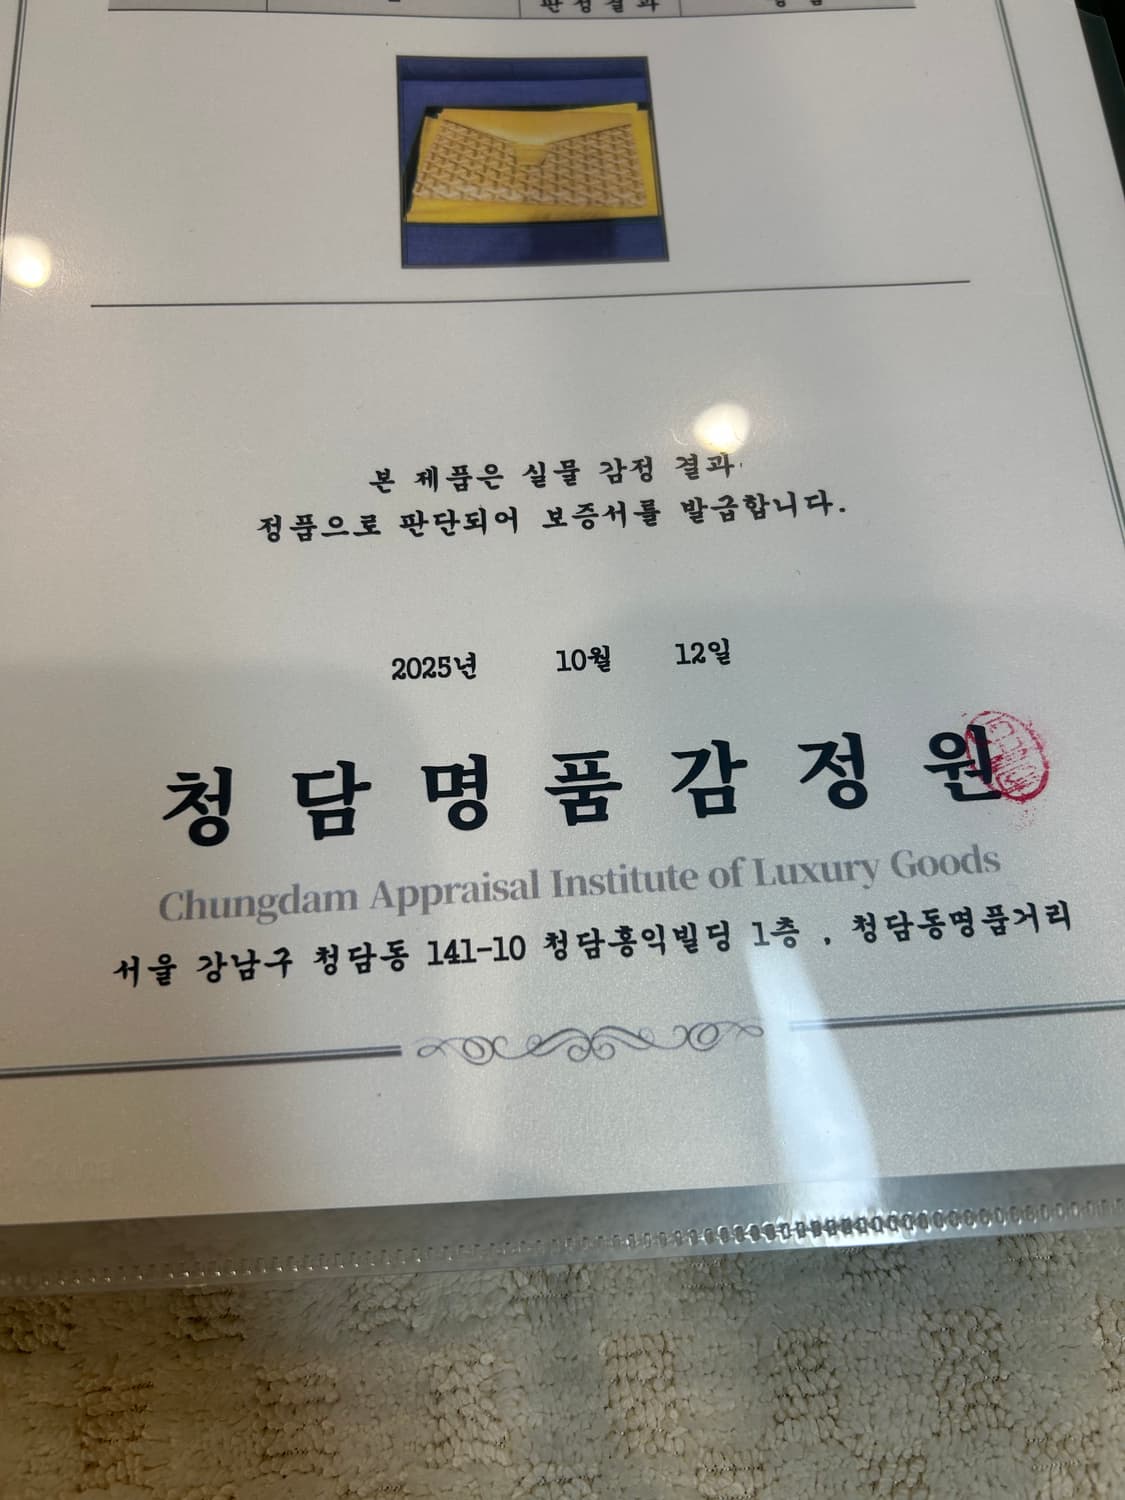 판정결과
본 제품은 실물 감정 결과
정품으로 판단되어 보증서를 발급합니다.
2025년 10월 12일
청담명품감정원
Chungdam Appraisal Institute of Luxury Goods
서울 강남구 청담동 141-10 청담홍익빌딩 1층 , 청담동명품거리